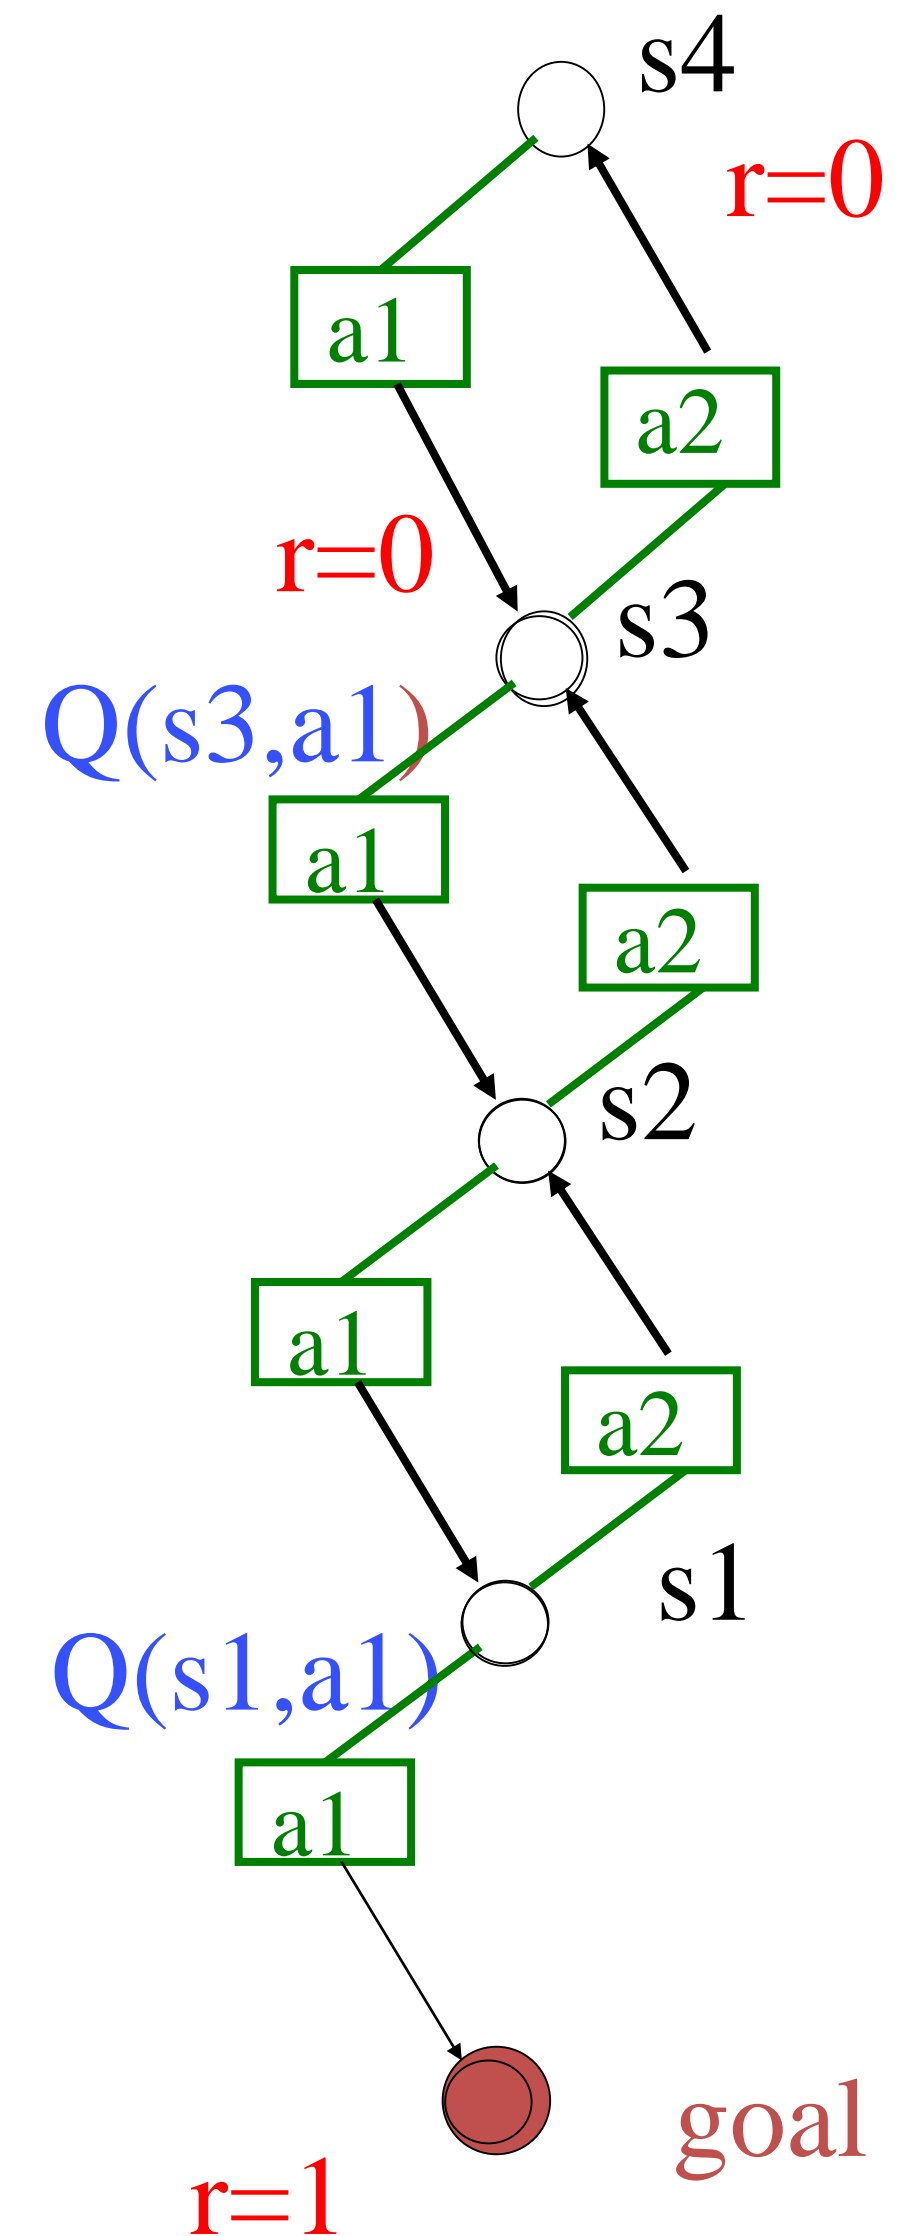 s4
r=0
a1
a2
r=0
s3
Q(s3,a1)
a1
a2
s2
a1
a2
s1
Q(s1,a1)
a1
goal
r=1